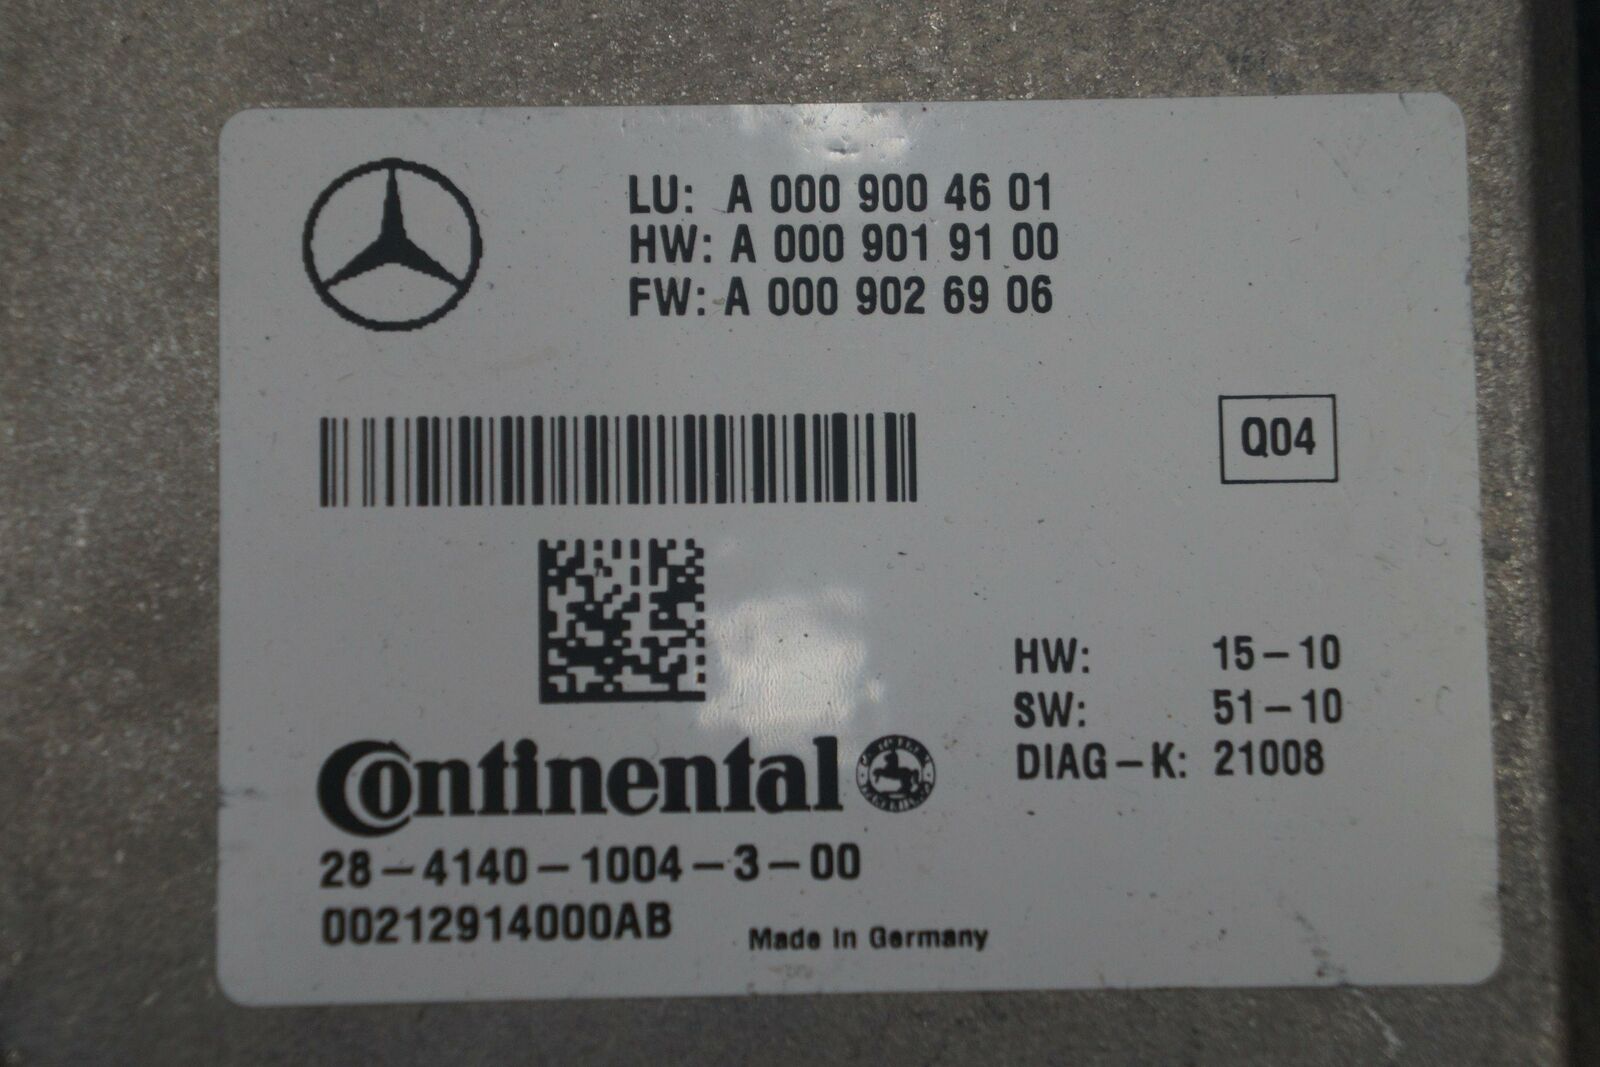 LU: A 000 900 46 01
HW: A 000 901 91 00
FW: A 000 902 69 06
Q04
HW: 15-10
SW: 51-10
DIAG-K: 21008
Continental
28-4140-1004-3-00
00212914000AB
Made In Germany